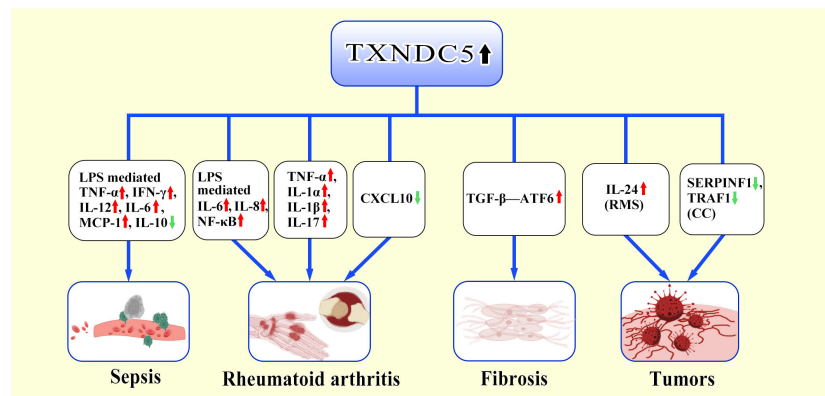 TXNDC5⬆
LPS mediated
TNF-α⬆, IFN-γ⬆,
IL-12⬆, IL-6⬆,
MCP-1⬆, IL-10⬇
LPS
mediated
IL-6⬆, IL-8⬆,
NF-κB⬆
TNF-α⬆,
IL-1α⬆,
IL-1β⬆,
IL-17⬆
CXCL10⬇
TGF-β—ATF6⬆
IL-24⬆
(RMS)
SERPINF1⬇,
TRAF1⬇
(CC)
Sepsis
Rheumatoid arthritis
Fibrosis
Tumors